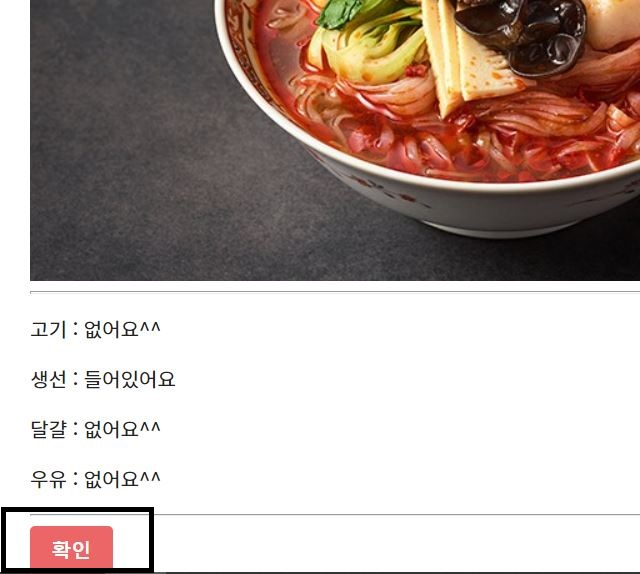 고기 : 없어요^^
생선 : 들어있어요
달걀 : 없어요^^
우유 : 없어요^^
확인